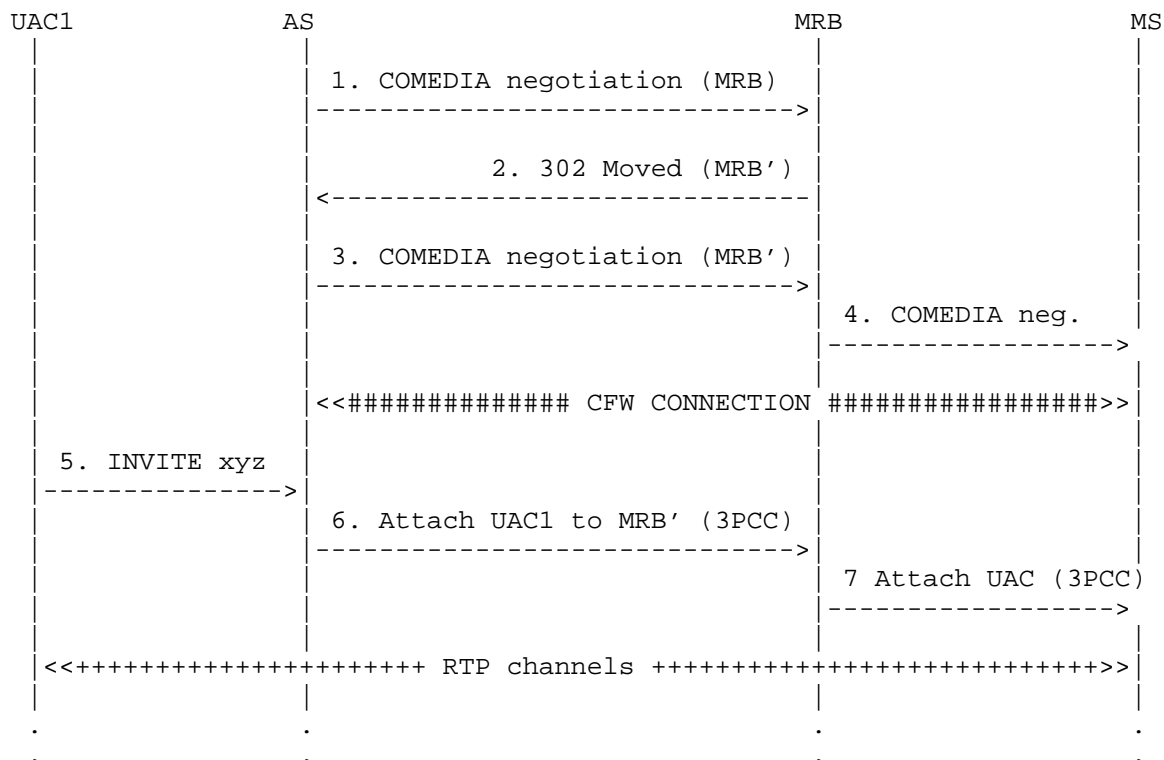 UAC1 AS MRB MS
1. COMEDIA negotiation (MRB)
2. 302 Moved (MRB’)
3. COMEDIA negotiation (MRB’)
4. COMEDIA neg.
<<############## CFW CONNECTION #################>>
5. INVITE xyz
6. Attach UAC1 to MRB’ (3PCC)
7 Attach UAC (3PCC)
<<++++++++++++++++++++++ RTP channels ++++++++++++++++++++++++++++++>>